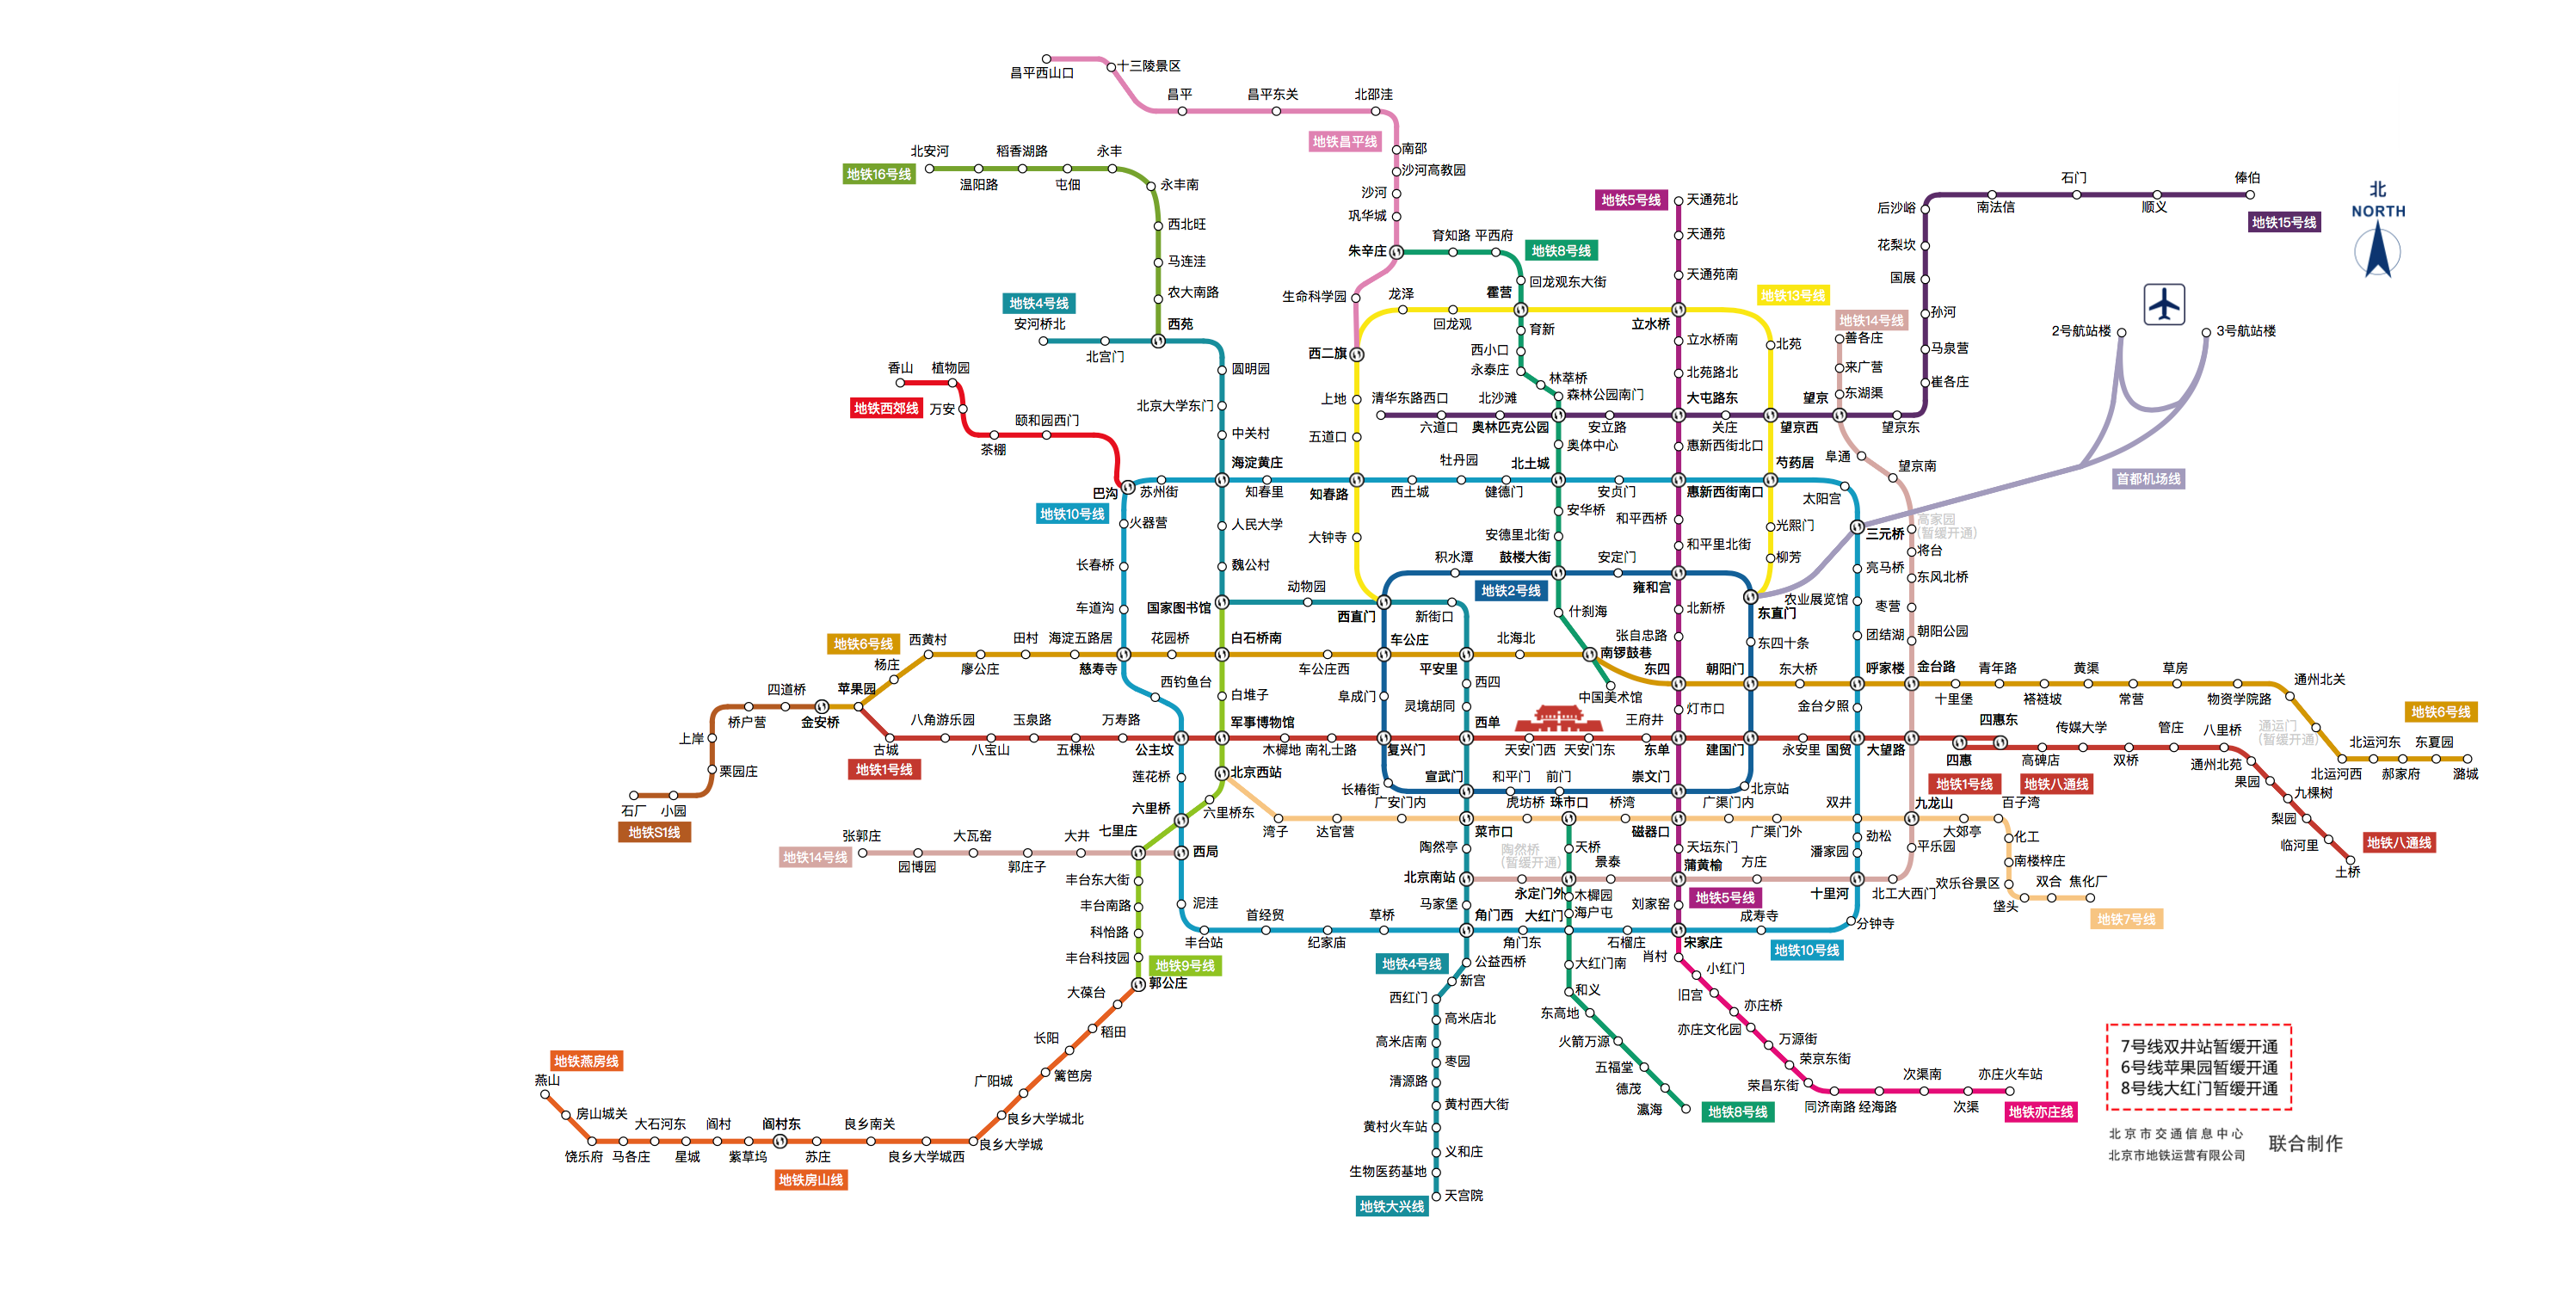 昌平西山口
十三陵景区
昌平
昌平东关
北邵洼
地铁昌平线
南邵
沙河高教园
沙河
巩华城
朱辛庄
生命科学园
西二旗
地铁16号线
北安河
温阳路
稻香湖路
屯佃
永丰
永丰南
西北旺
马连洼
农大南路
西苑
地铁4号线
安河桥北
北宫门
圆明园
北京大学东门
中关村
海淀黄庄
人民大学
魏公村
国家图书馆
动物园
西直门
新街口
平安里
西四
灵境胡同
西单
宣武门
菜市口
陶然亭
北京南站
马家堡
角门西
地铁4号线
公益西桥
新宫
西红门
高米店北
高米店南
枣园
清源路
黄村西大街
黄村火车站
义和庄
生物医药基地
天宫院
地铁大兴线
地铁西郊线
香山
植物园
万安
茶棚
颐和园西门
巴沟
地铁10号线
苏州街
知春里
知春路
西土城
牡丹园
健德门
北土城
安贞门
惠新西街南口
芍药居
太阳宫
三元桥
亮马桥
农业展览馆
团结湖
呼家楼
金台夕照
国贸
双井
劲松
潘家园
十里河
分钟寺
地铁10号线
成寿寺
宋家庄
石榴庄
大红门
角门东
草桥
纪家庙
首经贸
丰台站
泥洼
西局
六里桥
莲花桥
公主坟
西钓鱼台
慈寿寺
车道沟
长春桥
火器营
地铁8号线
育知路
平西府
回龙观东大街
霍营
育新
西小口
永泰庄
林萃桥
森林公园南门
奥林匹克公园
奥体中心
安华桥
安德里北街
鼓楼大街
什刹海
南锣鼓巷
中国美术馆
珠市口
天桥
永定门外
木樨园
海户屯
大红门南
和义
东高地
火箭万源
五福堂
德茂
瀛海
地铁8号线
地铁5号线
天通苑北
天通苑
天通苑南
立水桥
立水桥南
北苑路北
大屯路东
惠新西街北口
和平西桥
和平里北街
雍和宫
北新桥
张自忠路
东四
灯市口
东单
崇文门
磁器口
天坛东门
蒲黄榆
地铁5号线
刘家窑
地铁13号线
龙泽
回龙观
北苑
望京西
光熙门
柳芳
东直门
上地
五道口
大钟寺
地铁15号线
俸伯
顺义
石门
南法信
后沙峪
花梨坎
国展
孙河
马泉营
崔各庄
望京东
望京
关庄
安立路
北沙滩
六道口
清华东路西口
地铁14号线
善各庄
来广营
东湖渠
阜通
望京南
高家园
(暂缓开通)
将台
东风北桥
枣营
朝阳公园
金台路
大望路
九龙山
平乐园
北工大西门
方庄
景泰
陶然桥
(暂缓开通)
地铁14号线
张郭庄
园博园
大瓦窑
郭庄子
大井
七里庄
北
NORTH
2号航站楼
3号航站楼
首都机场线
地铁2号线
积水潭
安定门
东四十条
朝阳门
建国门
北京站
前门
和平门
长椿街
复兴门
阜成门
车公庄
地铁6号线
金安桥
苹果园
杨庄
西黄村
廖公庄
田村
海淀五路居
花园桥
白石桥南
车公庄西
北海北
东大桥
十里堡
青年路
褡裢坡
黄渠
常营
草房
物资学院路
通州北关
通运门
(暂缓开通)
北运河西
北运河东
郝家府
东夏园
潞城
地铁6号线
地铁S1线
石厂
小园
栗园庄
上岸
桥户营
四道桥
地铁1号线
古城
八角游乐园
八宝山
玉泉路
五棵松
万寿路
军事博物馆
木樨地
南礼士路
天安门西
天安门东
王府井
永安里
四惠
四惠东
地铁1号线
地铁八通线
高碑店
传媒大学
双桥
管庄
八里桥
通州北苑
果园
九棵树
梨园
临河里
土桥
地铁八通线
白堆子
北京西站
六里桥东
丰台东大街
丰台南路
科怡路
丰台科技园
地铁9号线
郭公庄
湾子
达官营
广安门内
虎坊桥
桥湾
广渠门内
广渠门外
大郊亭
百子湾
化工
南楼梓庄
欢乐谷景区
垡头
双合
焦化厂
地铁7号线
大葆台
稻田
长阳
篱笆房
广阳城
良乡大学城北
良乡大学城
良乡大学城西
良乡南关
苏庄
阎村东
地铁房山线
地铁燕房线
燕山
房山城关
饶乐府
马各庄
大石河东
星城
阎村
紫草坞
肖村
小红门
旧宫
亦庄桥
亦庄文化园
万源街
荣京东街
荣昌东街
同济南路
经海路
次渠南
次渠
亦庄火车站
地铁亦庄线
7号线双井站暂缓开通
6号线苹果园暂缓开通
8号线大红门暂缓开通
北京市交通信息中心
北京市地铁运营有限公司
联合制作